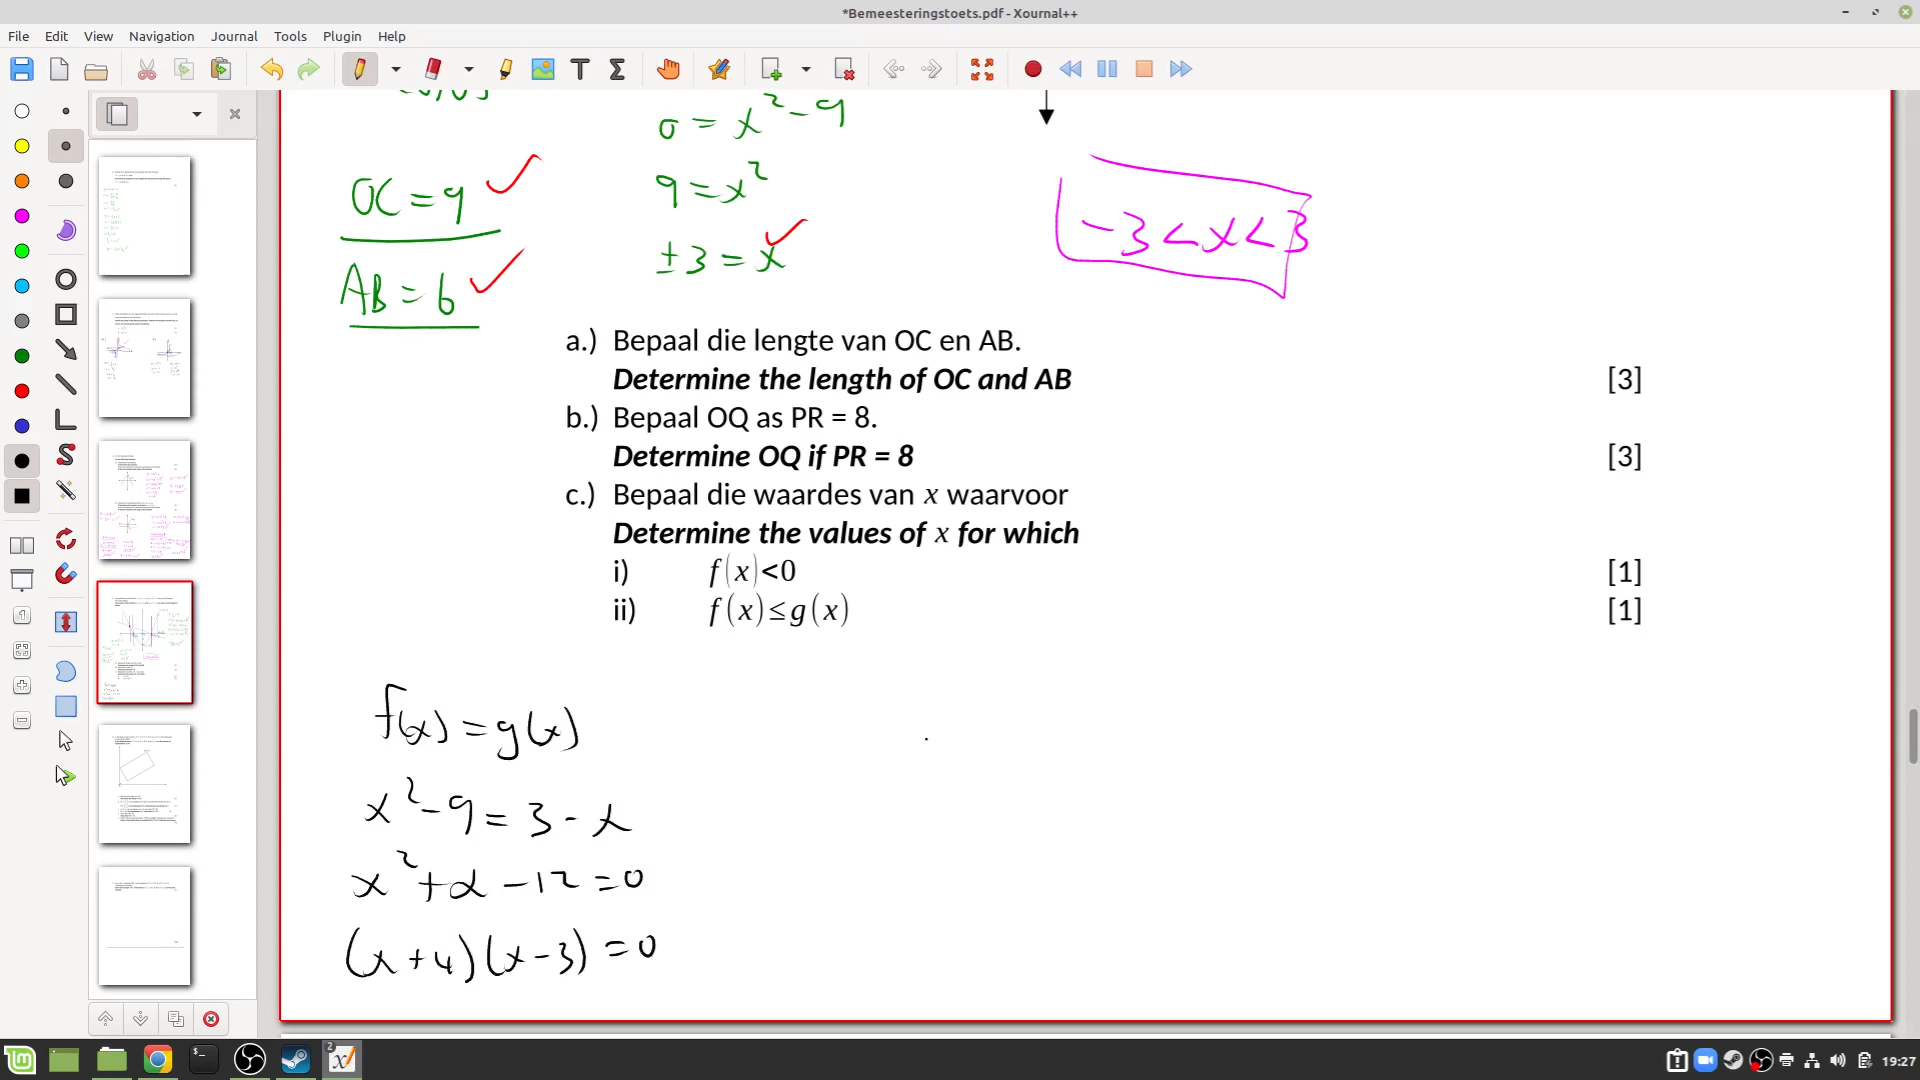 *Bemeesteringstoets.pdf - Xournal++
File Edit View Navigation Journal Tools Plugin Help
0 = x² - 9
OC = 9
9 = x²
-3 < x < 3
AB = 6
±3 = x
a.) Bepaal die lengte van OC en AB.
Determine the length of OC and AB [3]
b.) Bepaal OQ as PR = 8.
Determine OQ if PR = 8 [3]
c.) Bepaal die waardes van x waarvoor
Determine the values of x for which
i) f(x)<0 [1]
ii) f(x)≤g(x) [1]
f(x) = g(x)
x² - 9 = 3 - x
x² + x - 12 = 0
(x + 4)(x - 3) = 0
19:27